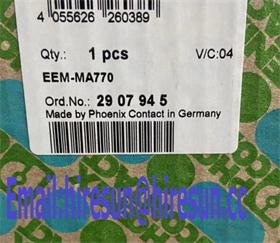 4 055626 260389
Qty.: 1 pcs V/C:04
EEM-MA770
Ord.No.: 29 07 94 5
Made by Phoenix Contact in Germany
Email:hiresun@hiresun.cc